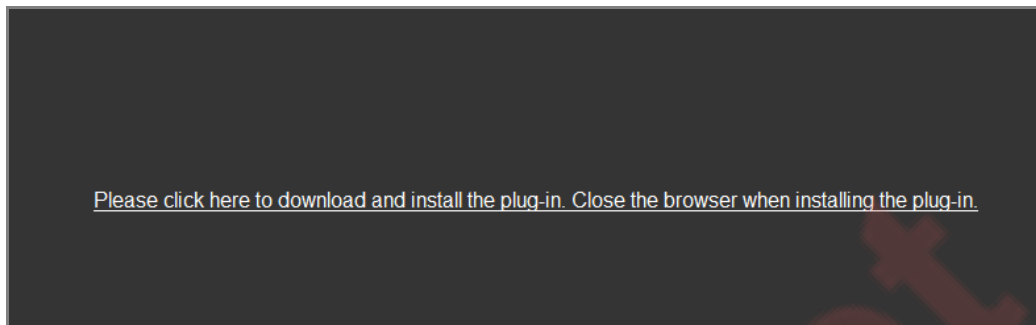 Please click here to download and install the plug-in. Close the browser when installing the plug-in.